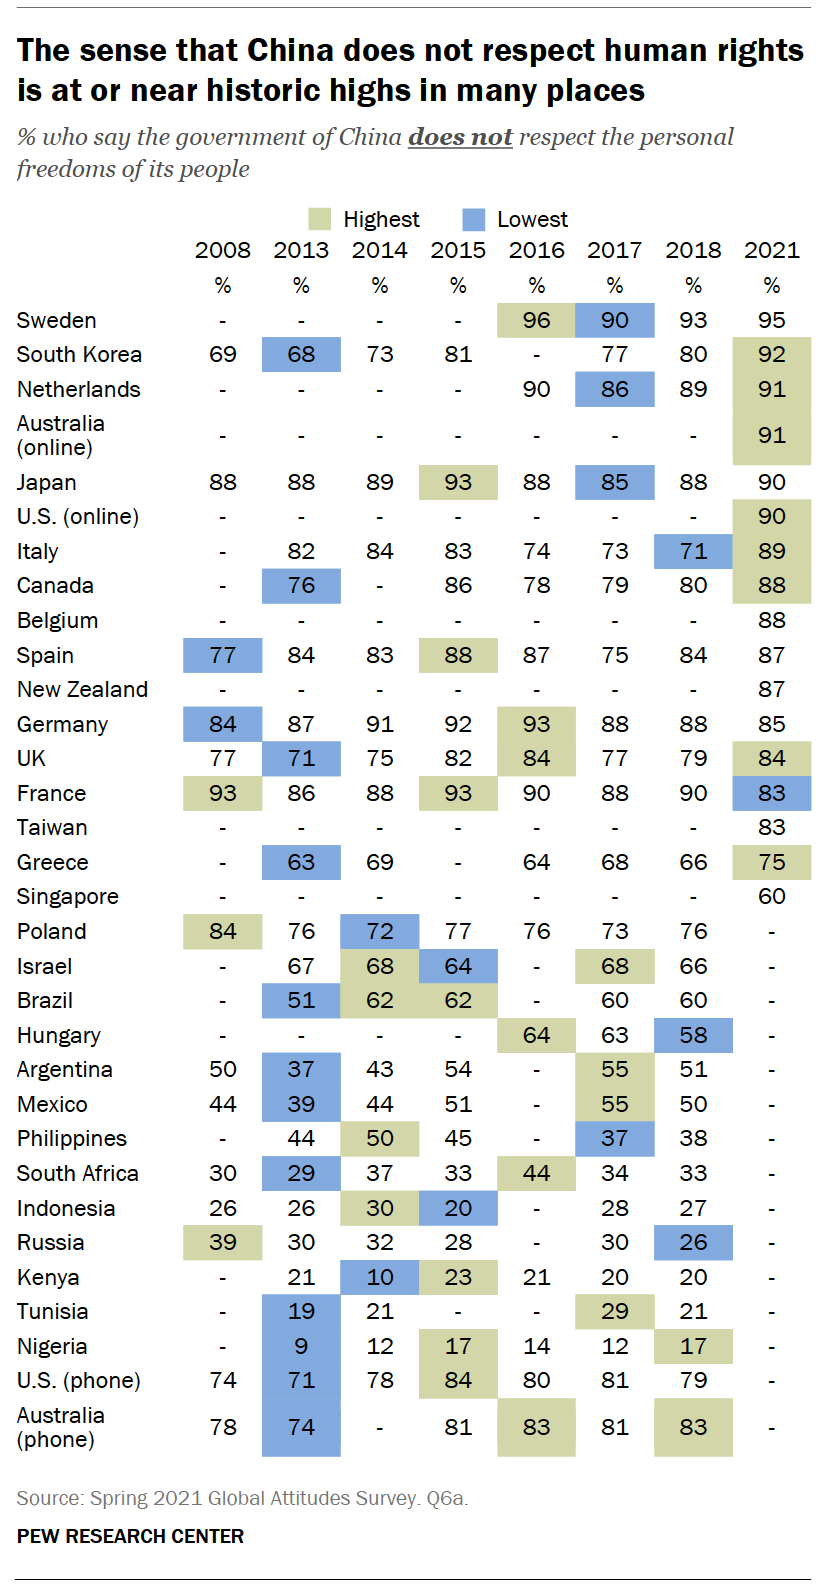 The sense that China does not respect human rights
is at or near historic highs in many places
% who say the government of China does not respect the personal
freedoms of its people
Highest Lowest
2008 2013 2014 2015 2016 2017 2018 2021
% % % % % % % %
Sweden - - - - 96 90 93 95
South Korea 69 68 73 81 - 77 80 92
Netherlands - - - - 90 86 89 91
Australia
(online) - - - - - - - 91
Japan 88 88 89 93 88 85 88 90
U.S. (online) - - - - - - - 90
Italy - 82 84 83 74 73 71 89
Canada - 76 - 86 78 79 80 88
Belgium - - - - - - - 88
Spain 77 84 83 88 87 75 84 87
New Zealand - - - - - - - 87
Germany 84 87 91 92 93 88 88 85
UK 77 71 75 82 84 77 79 84
France 93 86 88 93 90 88 90 83
Taiwan - - - - - - - 83
Greece - 63 69 - 64 68 66 75
Singapore - - - - - - - 60
Poland 84 76 72 77 76 73 76 -
Israel - 67 68 64 - 68 66 -
Brazil - 51 62 62 - 60 60 -
Hungary - - - - 64 63 58 -
Argentina 50 37 43 54 - 55 51 -
Mexico 44 39 44 51 - 55 50 -
Philippines - 44 50 45 - 37 38 -
South Africa 30 29 37 33 44 34 33 -
Indonesia 26 26 30 20 - 28 27 -
Russia 39 30 32 28 - 30 26 -
Kenya - 21 10 23 21 20 20 -
Tunisia - 19 21 - - 29 21 -
Nigeria - 9 12 17 14 12 17 -
U.S. (phone) 74 71 78 84 80 81 79 -
Australia
(phone) 78 74 - 81 83 81 83 -
Source: Spring 2021 Global Attitudes Survey. Q6a.
PEW RESEARCH CENTER